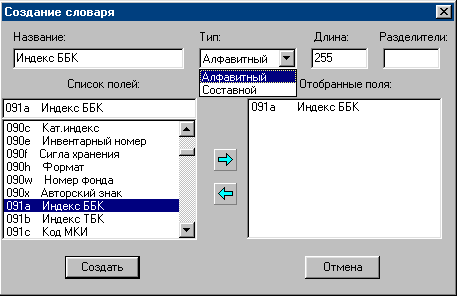 Создание словаря
Название: Тип: Длина: Разделители:
Индекс ББК Алфавитный 255
Алфавитный
Составной
Список полей: Отобранные поля:
091a Индекс ББК 091a Индекс ББК
090c Кат.индекс
090e Инвентарный номер
090f Сигла хранения
090h Формат
090w Номер фонда
090x Авторский знак
091a Индекс ББК
091b Индекс ТБК
091c Код МКИ
Создать Отмена